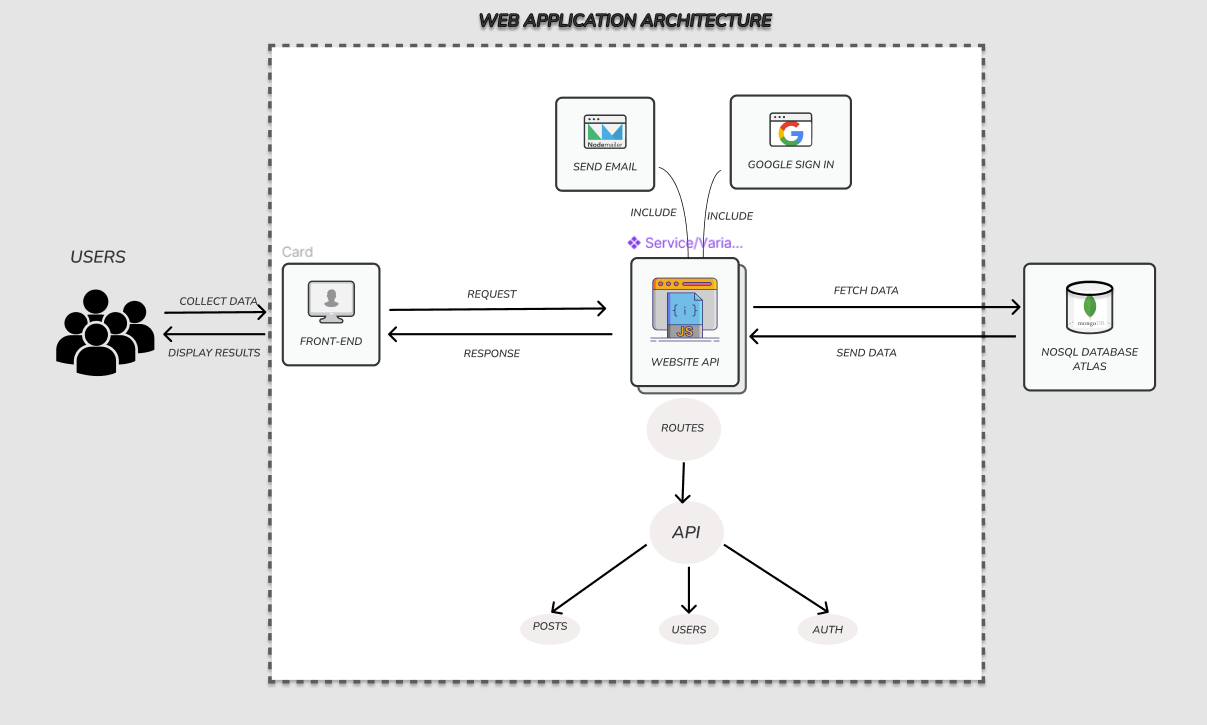 WEB APPLICATION ARCHITECTURE
Nodemailer
SEND EMAIL
G
GOOGLE SIGN IN
INCLUDE
INCLUDE
Service/Varia...
Card
USERS
COLLECT DATA
DISPLAY RESULTS
FRONT-END
REQUEST
RESPONSE
{i}
JS
WEBSITE API
FETCH DATA
SEND DATA
mongoDB
NOSQL DATABASE
ATLAS
ROUTES
API
POSTS
USERS
AUTH